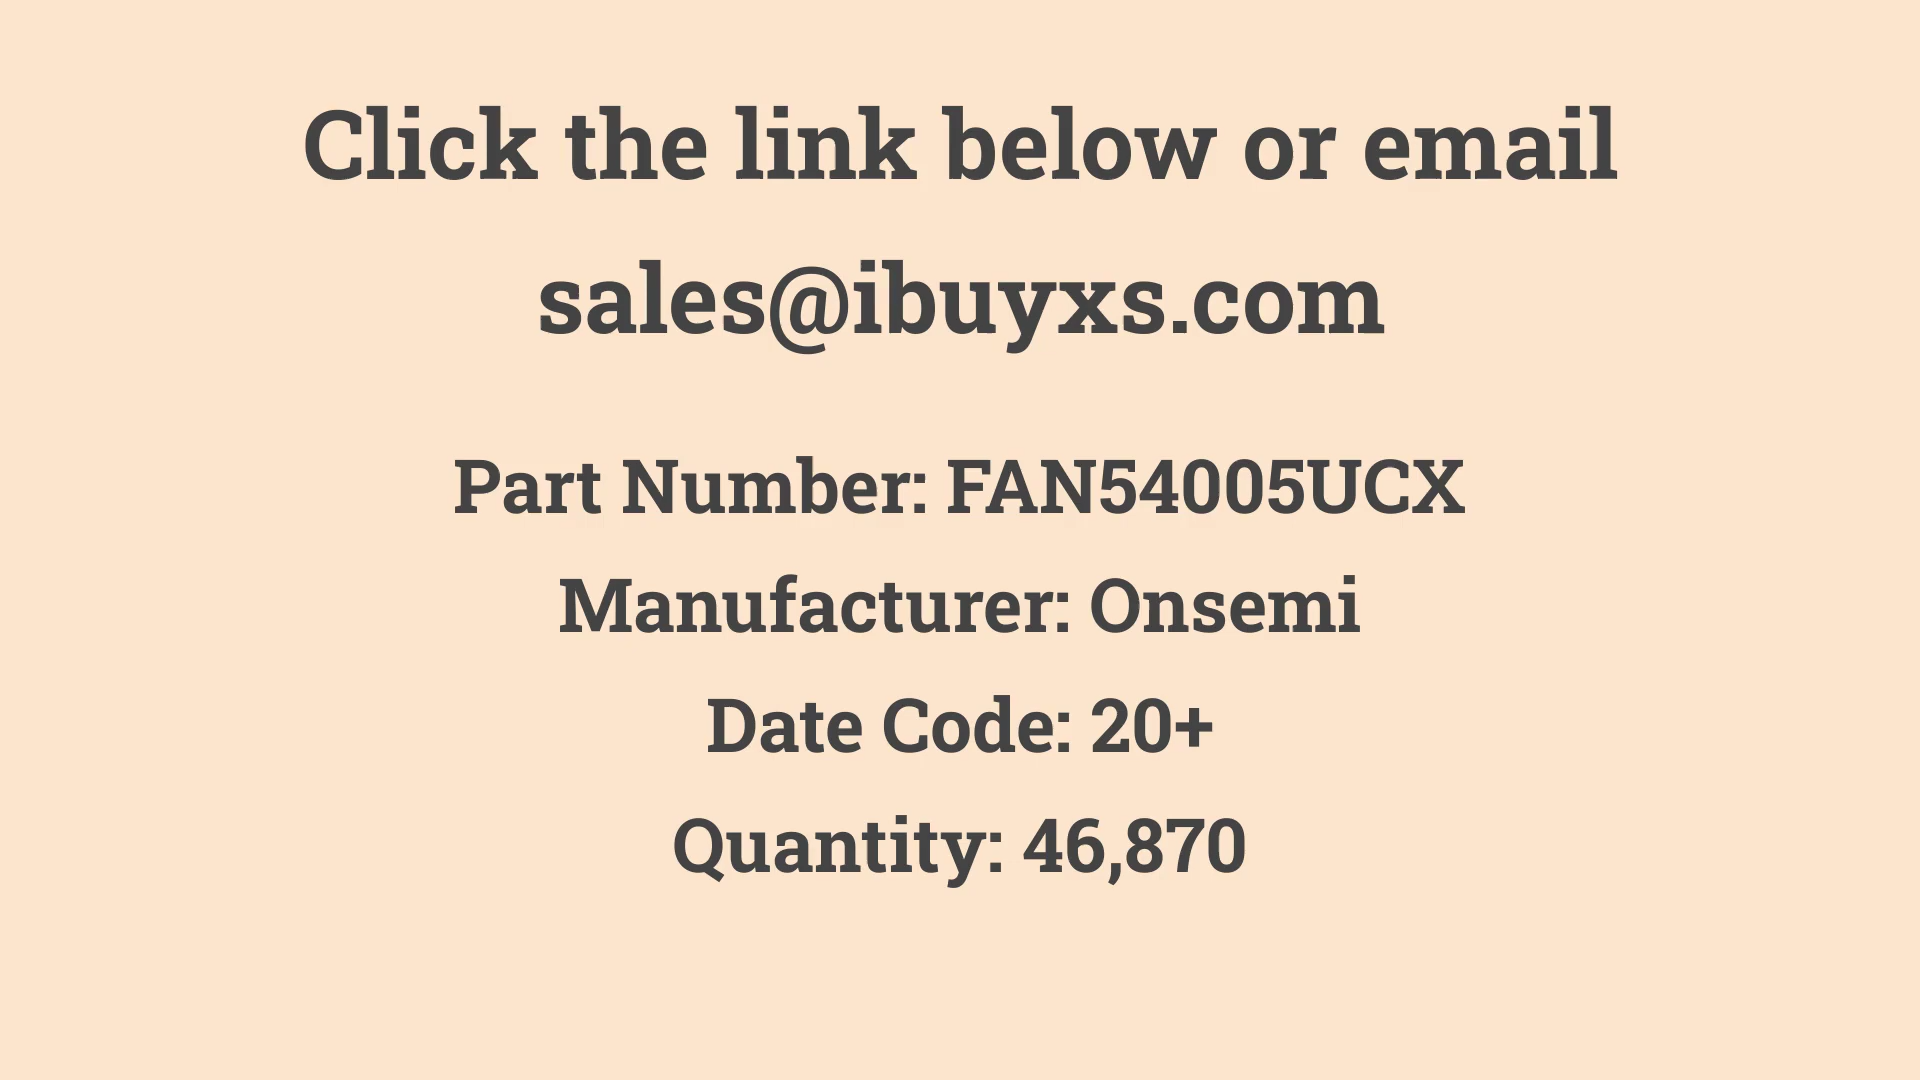 Click the link below or email
sales@ibuyxs.com
Part Number: FAN54005UCX
Manufacturer: Onsemi
Date Code: 20+
Quantity: 46,870